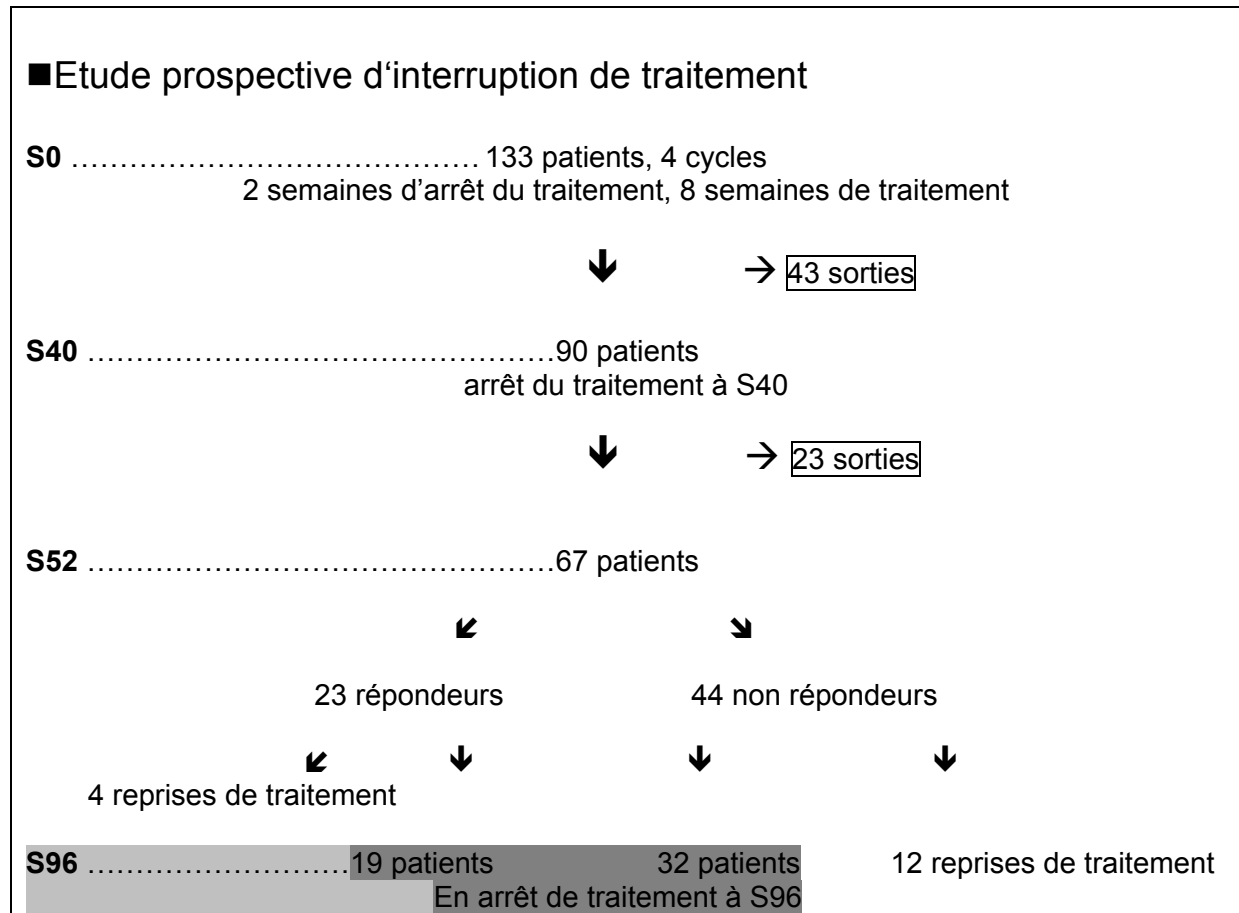 ■Etude prospective d‘interruption de traitement
S0 …………………………………… 133 patients, 4 cycles
2 semaines d’arrêt du traitement, 8 semaines de traitement
🡻 → 43 sorties
S40 …………………………………………90 patients
arrêt du traitement à S40
🡻 → 23 sorties
S52 …………………………………………67 patients
🡿 🡾
23 répondeurs 44 non répondeurs
🡿 🡻 🡻 🡻
4 reprises de traitement
S96 ………………………19 patients 32 patients 12 reprises de traitement
En arrêt de traitement à S96